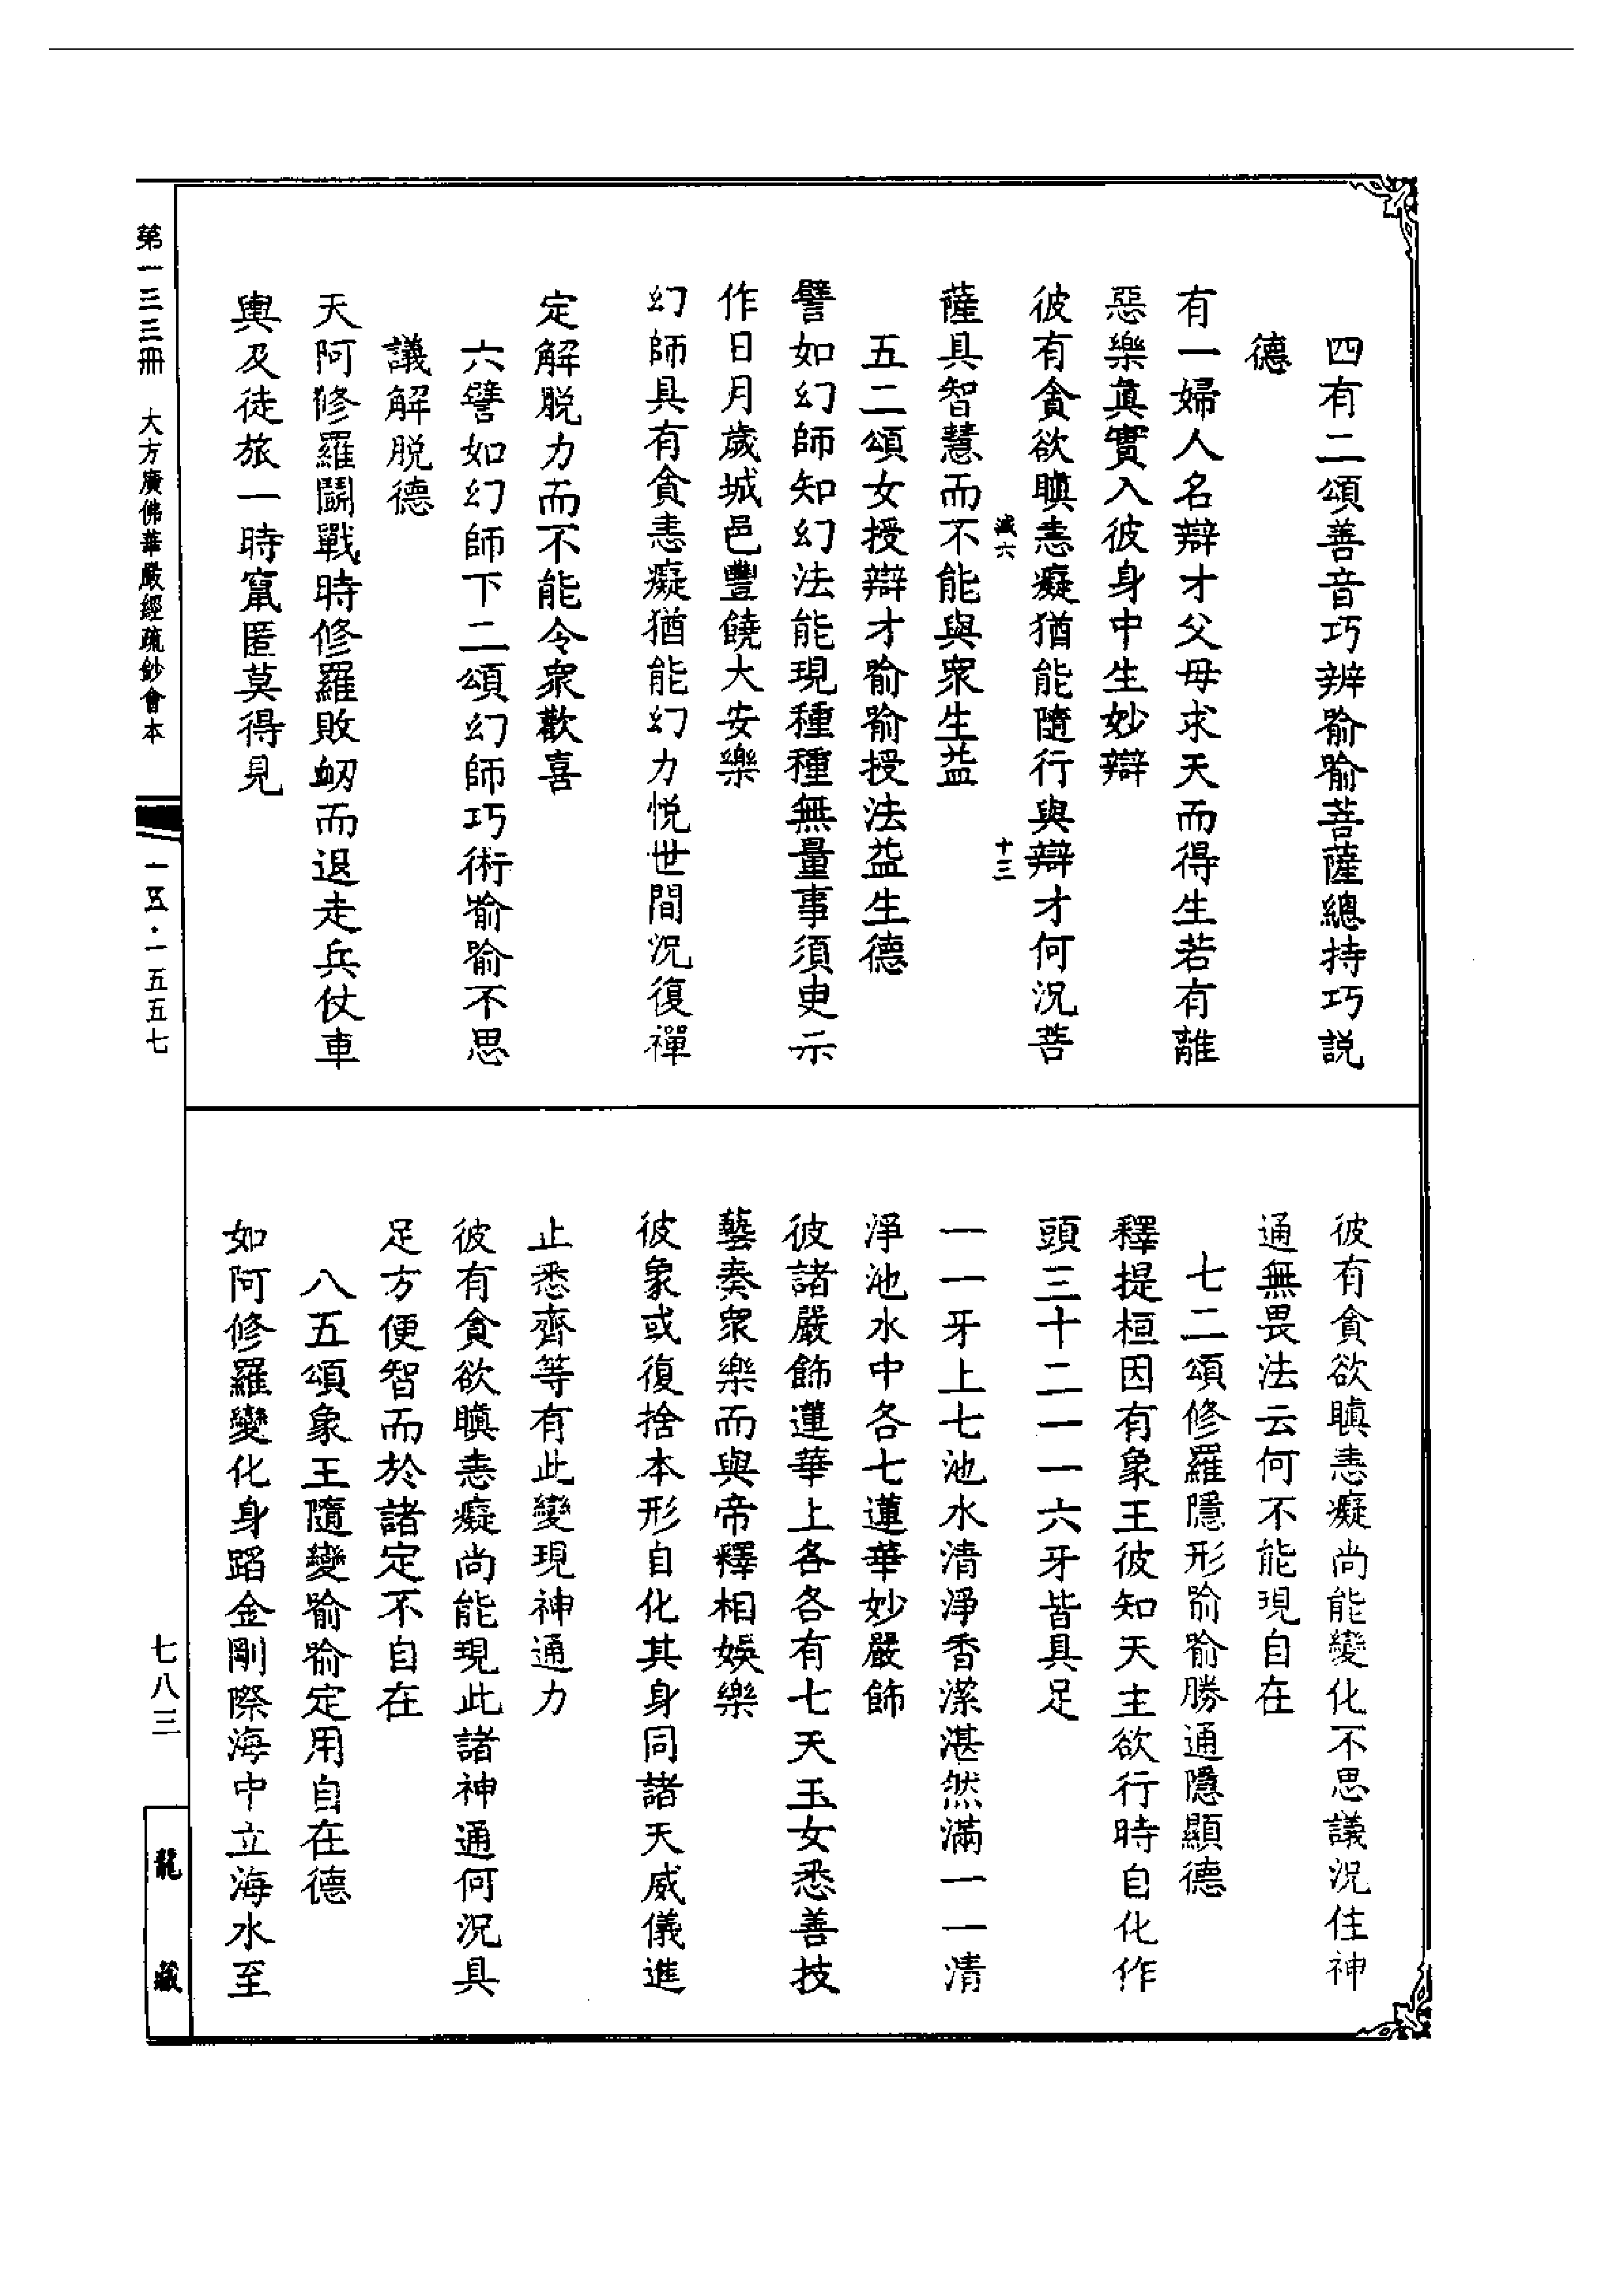 四有二頌善音巧辨喻喻菩薩總持巧説
德
有一婦人名辯才父母求天而得生若有離
惡樂真實入彼身中生妙辯
彼有貪欲瞋恚癡猶能隨行與辯才何況菩
滅六
十三
薩具智慧而不能與衆生益
五二頌女授辯才喻喻授法益生德
譬如幻師知幻法能現種種無量事須臾示
作日月歲城邑豐饒大安樂
幻師具有貪恚癡猶能幻力悦世間況復禪
定解脱力而不能令衆歡喜
六譬如幻師下二頌幻師巧術喻喻不思
議解脱德
天阿修羅鬭戰時修羅敗衂而退走兵仗車
輿及徒旅一時竄匿莫得見
彼有貪欲瞋恚癡尚能變化不思議況住神
通無畏法云何不能現自在
七二頌修羅隱形喻喻勝通隱顯德
釋提桓因有象王彼知天主欲行時自化作
頭三十二一一六牙皆具足
一一牙上七池水清淨香潔湛然滿一一清
淨池水中各七蓮華妙嚴飾
彼諸嚴飾蓮華上各各有七天玉女悉善技
藝奏衆樂而與帝釋相娛樂
彼象或復捨本形自化其身同諸天威儀進
止悉齊等有此變現神通力
彼有貪欲瞋恚癡尚能現此諸神通何況具
足方便智而於諸定不自在
八五頌象王隨變喻喻定用自在德
如阿修羅變化身蹈金剛際海中立海水至
第一三三冊 大方廣佛華嚴經疏鈔會本
一五·一五五七
七八三
龍藏